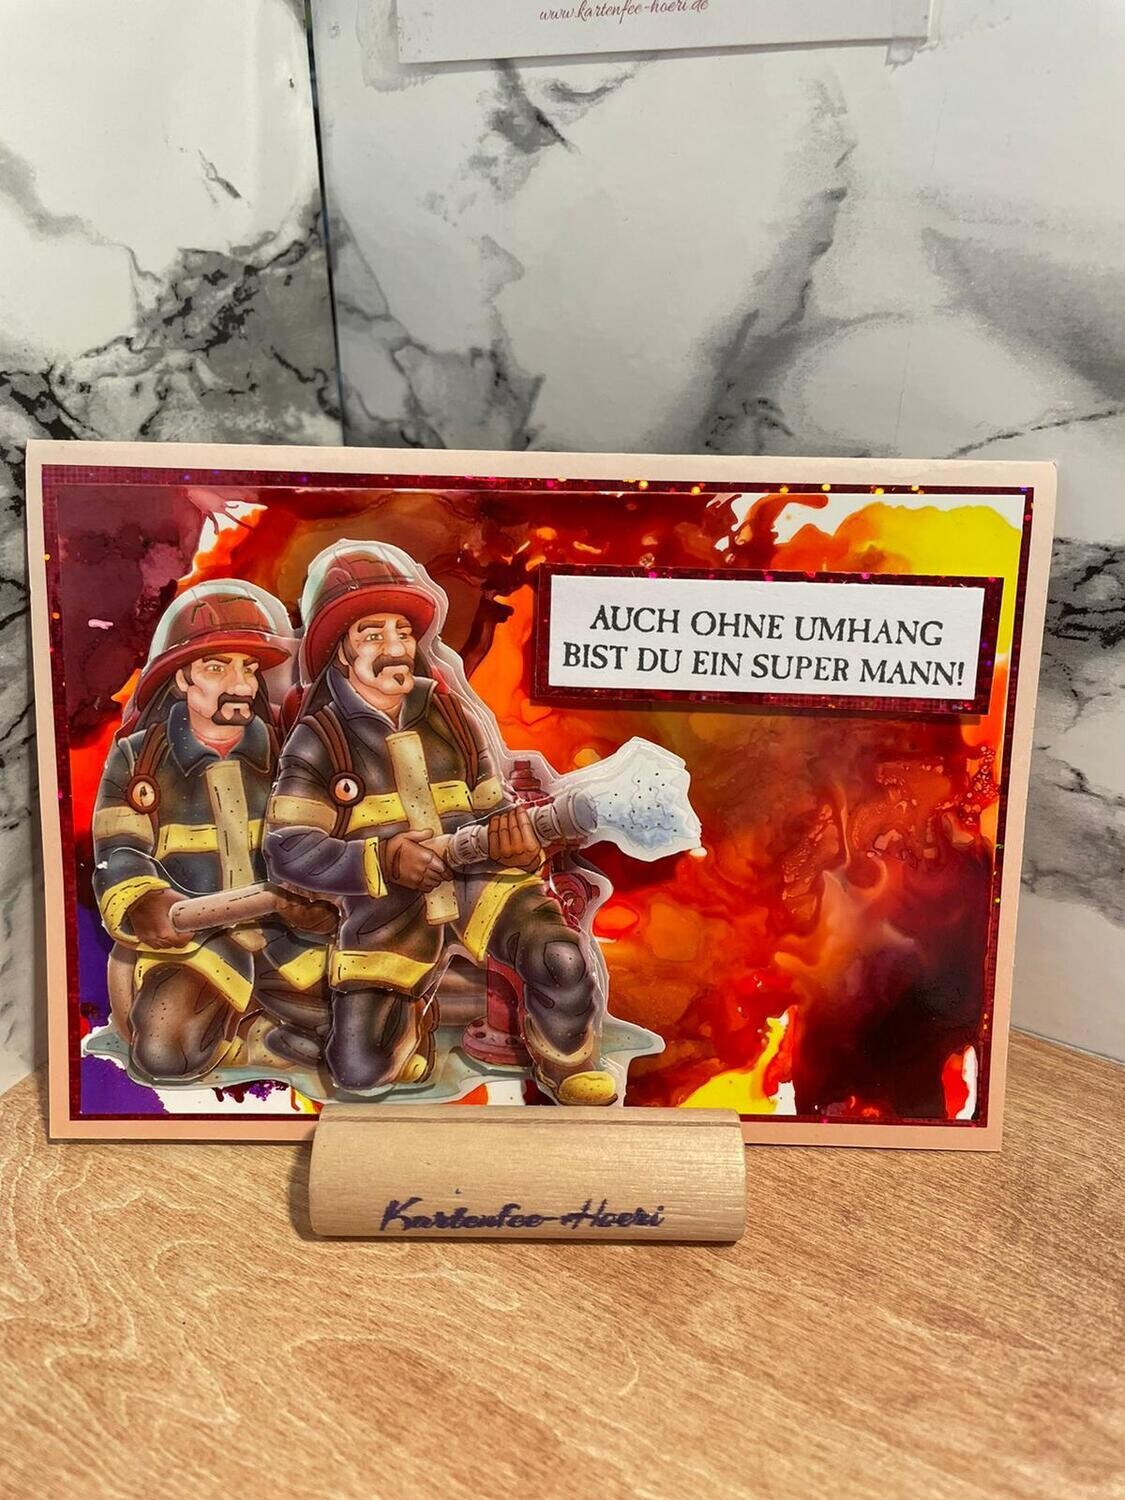 www.kartenfee-hoeri.de
AUCH OHNE UMHANG
BIST DU EIN SUPER MANN!
Kartenfee-Hoeri